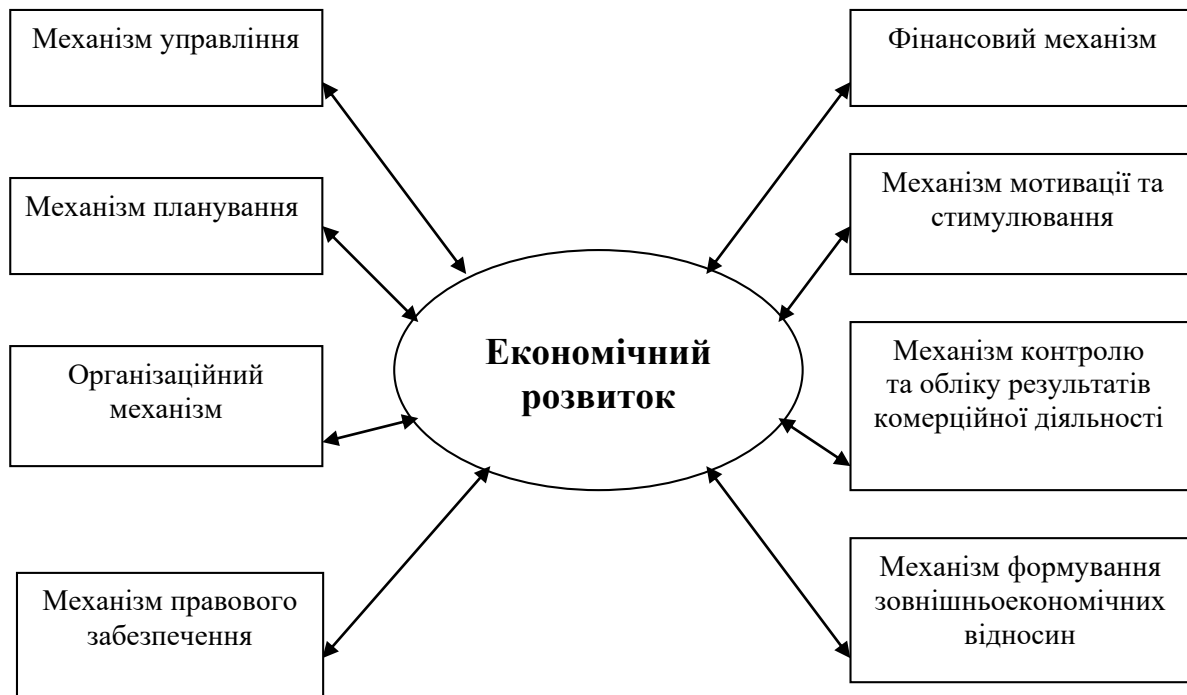 Механізм управління
Механізм планування
Організаційний
механізм
Механізм правового
забезпечення
Економічний
розвиток
Фінансовий механізм
Механізм мотивації та
стимулювання
Механізм контролю
та обліку результатів
комерційної діяльності
Механізм формування
зовнішньоекономічних
відносин